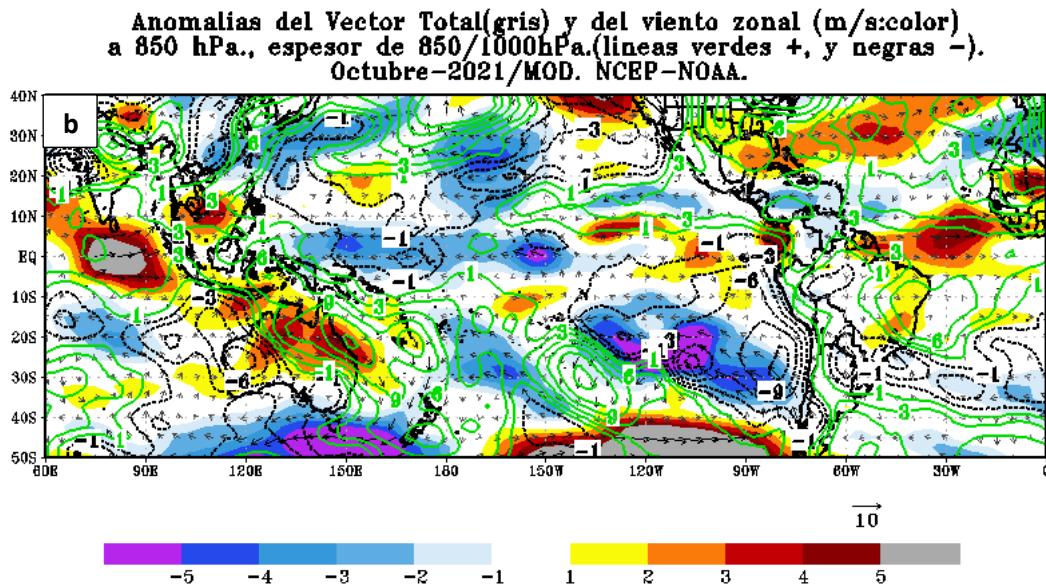 Anomalias del Vector Total(gris) y del viento zonal (m/s:color)
a 850 hPa., espesor de 850/1000hPa.(lineas verdes +, y negras -).
Octubre-2021/MOD. NCEP-NOAA.
b
40N
30N
20N
10N
EQ
10S
20S
30S
40S
50S
60E 90E 120E 150E 180 150W 120W 90W 60W 30W 0
10
-5 -4 -3 -2 -1 1 2 3 4 5